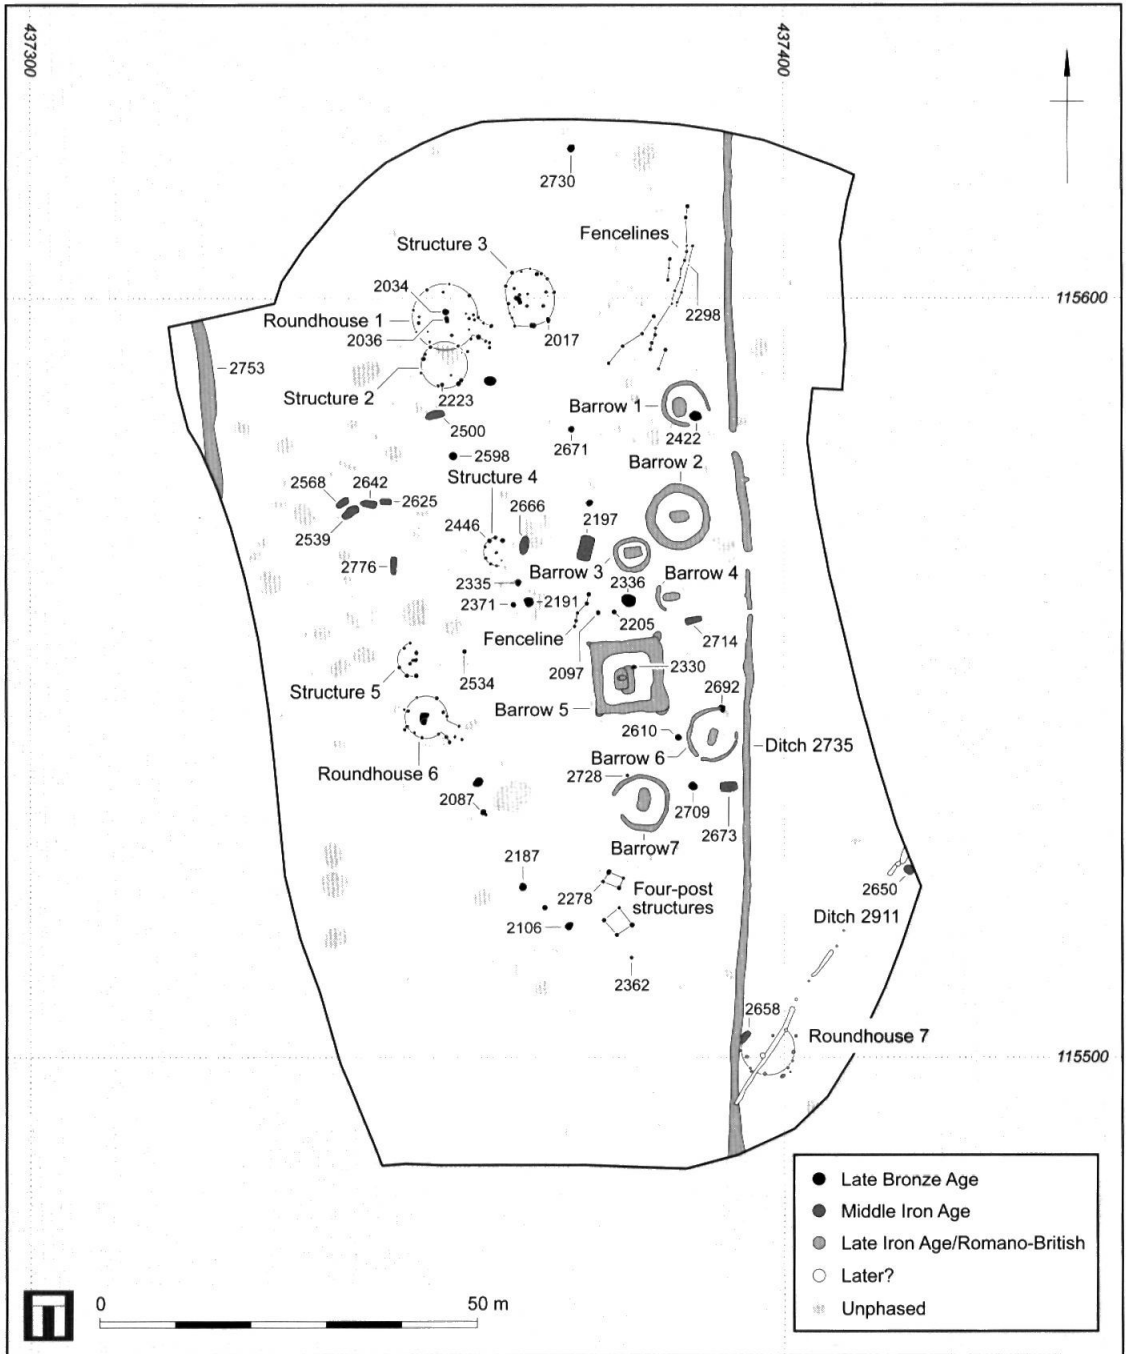 437300
437400
2730
Fencelines
Structure 3
2034
115600
Roundhouse 1
2298
2036
2017
2753
Structure 2
2223
Barrow 1
2500
2422
2671
2598
Barrow 2
Structure 4
2568
2642
2625
2666
2197
2446
2539
2776
Barrow 3
Barrow 4
2335
2336
2371
2191
2205
Fenceline
2714
2097
2330
Structure 5
2534
2692
Barrow 5
2610
Ditch 2735
Barrow 6
Roundhouse 6
2728
2087
2709
2673
Barrow7
2187
2650
2278
Four-post
structures
Ditch 2911
2106
2362
2658
Roundhouse 7
115500
Late Bronze Age
Middle Iron Age
Late Iron Age/Romano-British
Later?
Unphased
0
50 m